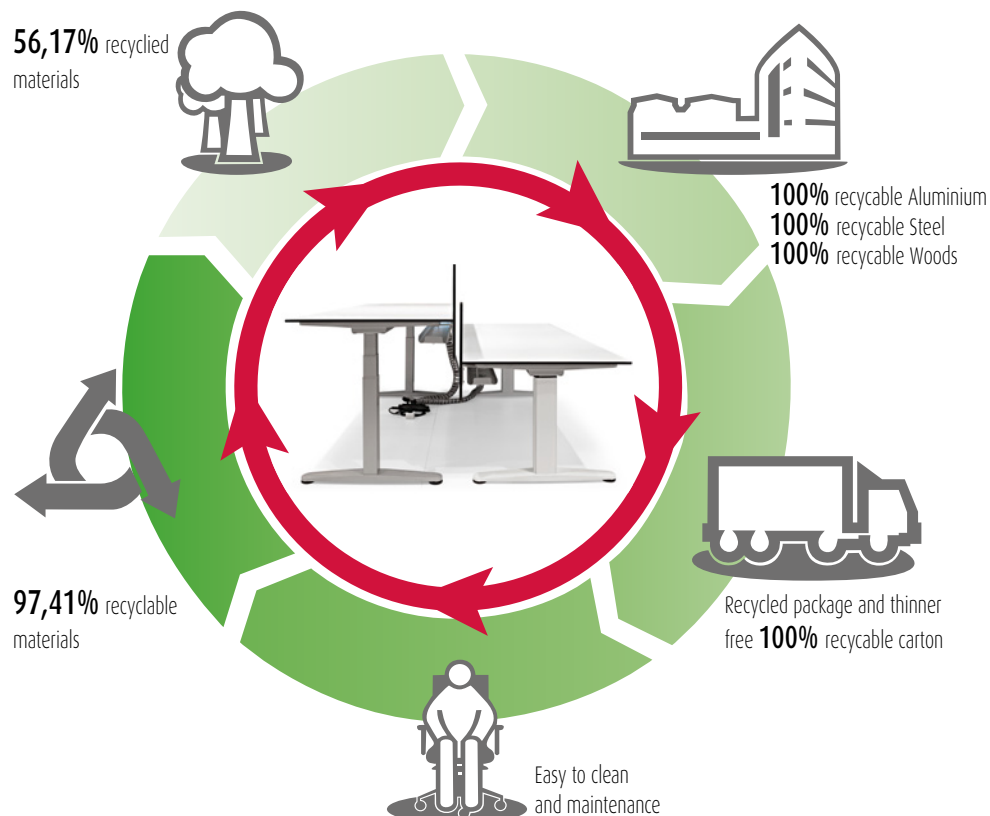 56,17% recyclied
materials
100% recycable Aluminium
100% recycable Steel
100% recycable Woods
Recycled package and thinner
free 100% recycable carton
Easy to clean
and maintenance
97,41% recyclable
materials